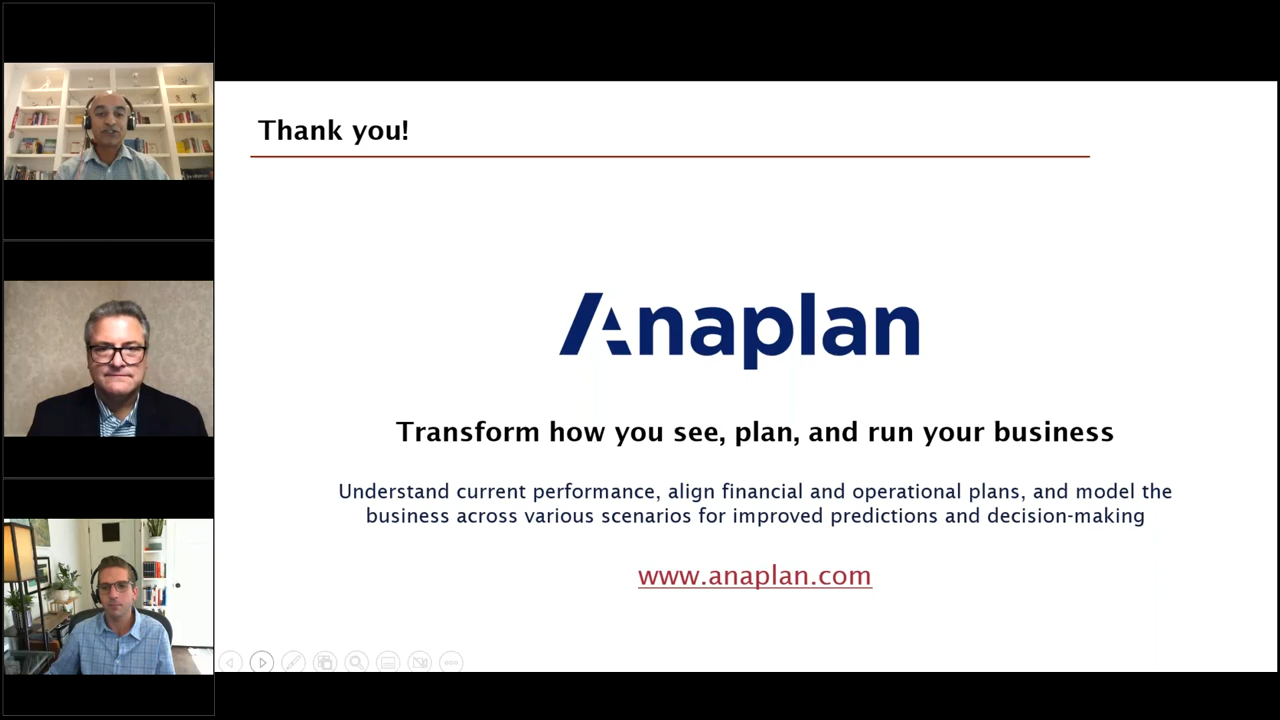 Thank you!
Anaplan
Transform how you see, plan, and run your business
Understand current performance, align financial and operational plans, and model the
business across various scenarios for improved predictions and decision-making
www.anaplan.com